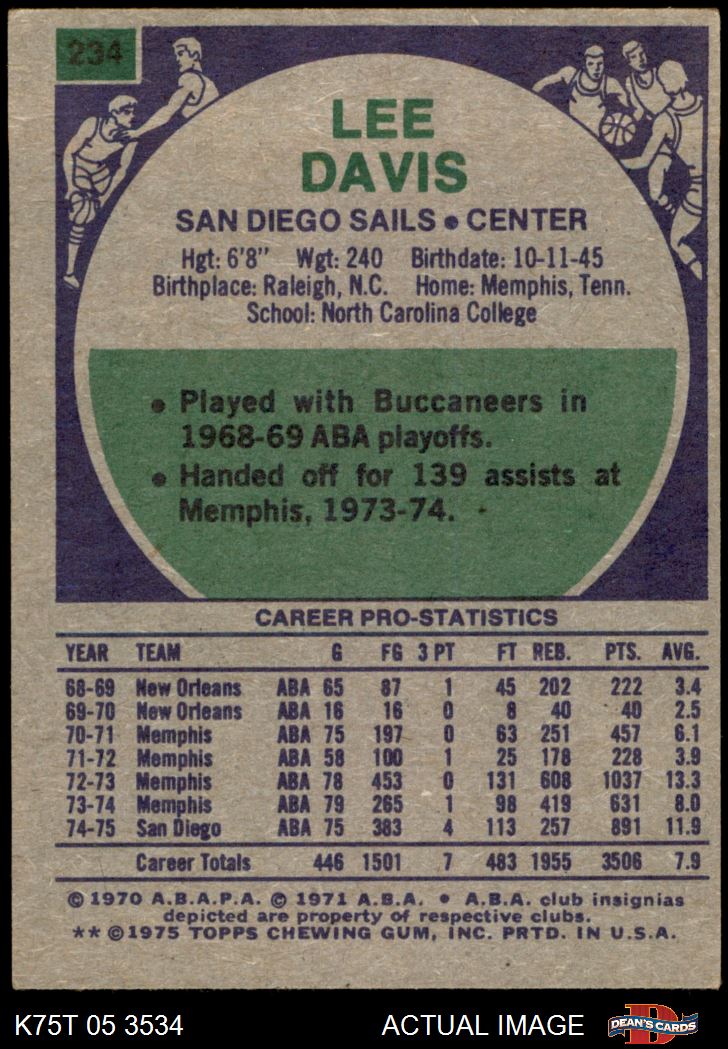 234
LEE
DAVIS
SAN DIEGO SAILS • CENTER
Hgt: 6'8" Wgt: 240 Birthdate: 10-11-45
Birthplace: Raleigh, N.C. Home: Memphis, Tenn.
School: North Carolina College
• Played with Buccaneers in
1968-69 ABA playoffs.
• Handed off for 139 assists at
Memphis, 1973-74.
CAREER PRO-STATISTICS
YEAR TEAM G FG 3 PT FT REB. PTS. AVG.
68-69 New Orleans ABA 65 87 1 45 202 222 3.4
69-70 New Orleans ABA 16 16 0 8 40 40 2.5
70-71 Memphis ABA 75 197 0 63 251 457 6.1
71-72 Memphis ABA 58 100 1 25 178 228 3.9
72-73 Memphis ABA 78 453 0 131 608 1037 13.3
73-74 Memphis ABA 79 265 1 98 419 631 8.0
74-75 San Diego ABA 75 383 4 113 257 891 11.9
Career Totals 446 1501 7 483 1955 3506 7.9
© 1970 A.B.A.P.A. © 1971 A.B.A. • A.B.A. club insignias
depicted are property of respective clubs.
** © 1975 TOPPS CHEWING GUM, INC. PRTD. IN U.S.A.
K75T 05 3534 ACTUAL IMAGE D DEAN'S CARDS